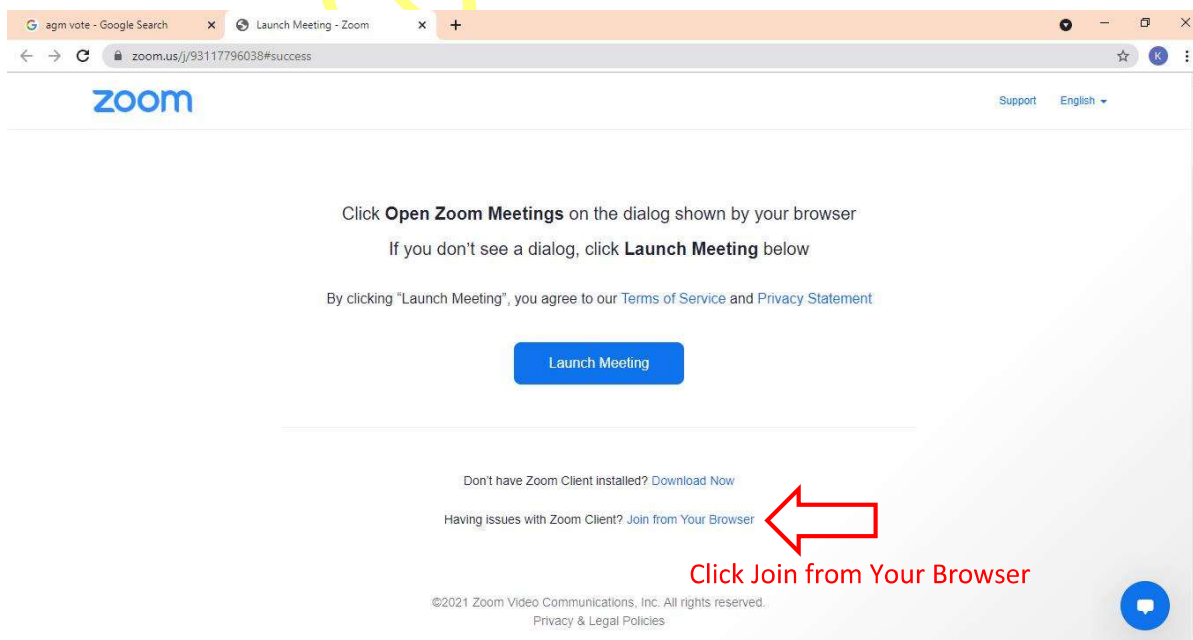 agm vote - Google Search
Launch Meeting - Zoom
zoom.us/j/93117796038#success
K
zoom
Support English
Click Open Zoom Meetings on the dialog shown by your browser
If you don't see a dialog, click Launch Meeting below
By clicking "Launch Meeting", you agree to our Terms of Service and Privacy Statement
Launch Meeting
Don't have Zoom Client installed? Download Now
Having issues with Zoom Client? Join from Your Browser
Click Join from Your Browser
©2021 Zoom Video Communications, Inc. All rights reserved.
Privacy & Legal Policies